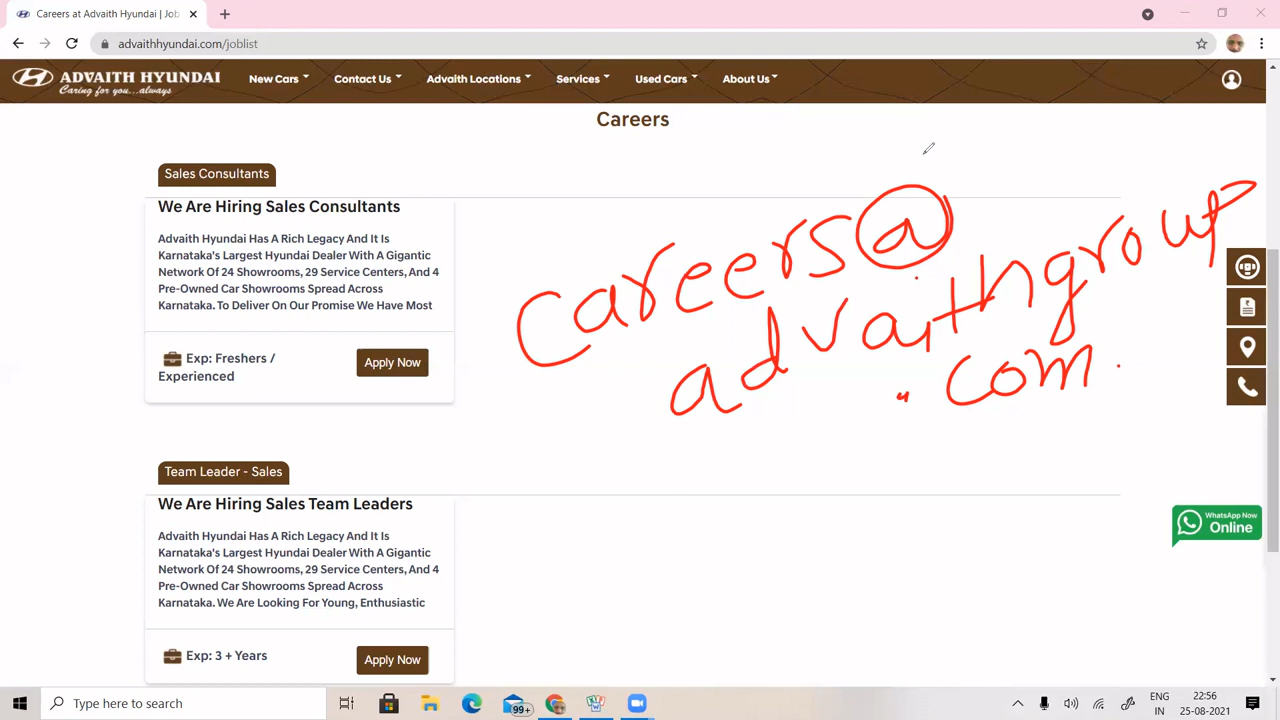 Careers at Advaith Hyundai | Job
advaithhyundai.com/joblist
ADVAITH HYUNDAI
Caring for you...always
New Cars
Contact Us
Advaith Locations
Services
Used Cars
About Us
Careers
Sales Consultants
We Are Hiring Sales Consultants
Advaith Hyundai Has A Rich Legacy And It Is
Karnataka's Largest Hyundai Dealer With A Gigantic
Network Of 24 Showrooms, 29 Service Centers, And 4
Pre-Owned Car Showrooms Spread Across
Karnataka. To Deliver On Our Promise We Have Most
Exp: Freshers /
Experienced
Apply Now
Careers@
advaithgroup
.com
Team Leader - Sales
We Are Hiring Sales Team Leaders
Advaith Hyundai Has A Rich Legacy And It Is
Karnataka's Largest Hyundai Dealer With A Gigantic
Network Of 24 Showrooms, 29 Service Centers, And 4
Pre-Owned Car Showrooms Spread Across
Karnataka. We Are Looking For Young, Enthusiastic
Exp: 3 + Years
Apply Now
WhatsApp Now
Online
Type here to search
99+
ENG
IN
22:56
25-08-2021